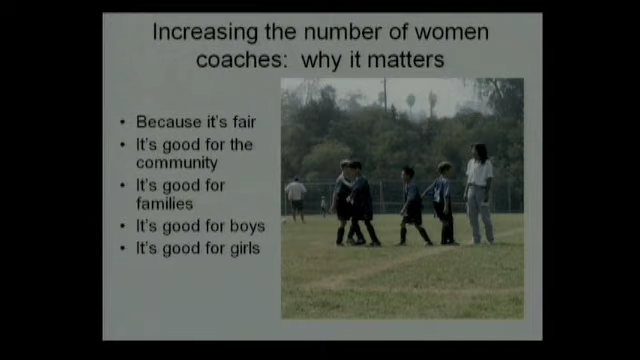 Increasing the number of women
coaches: why it matters
• Because it's fair
• It's good for the
community
• It's good for
families
• It's good for boys
• It's good for girls